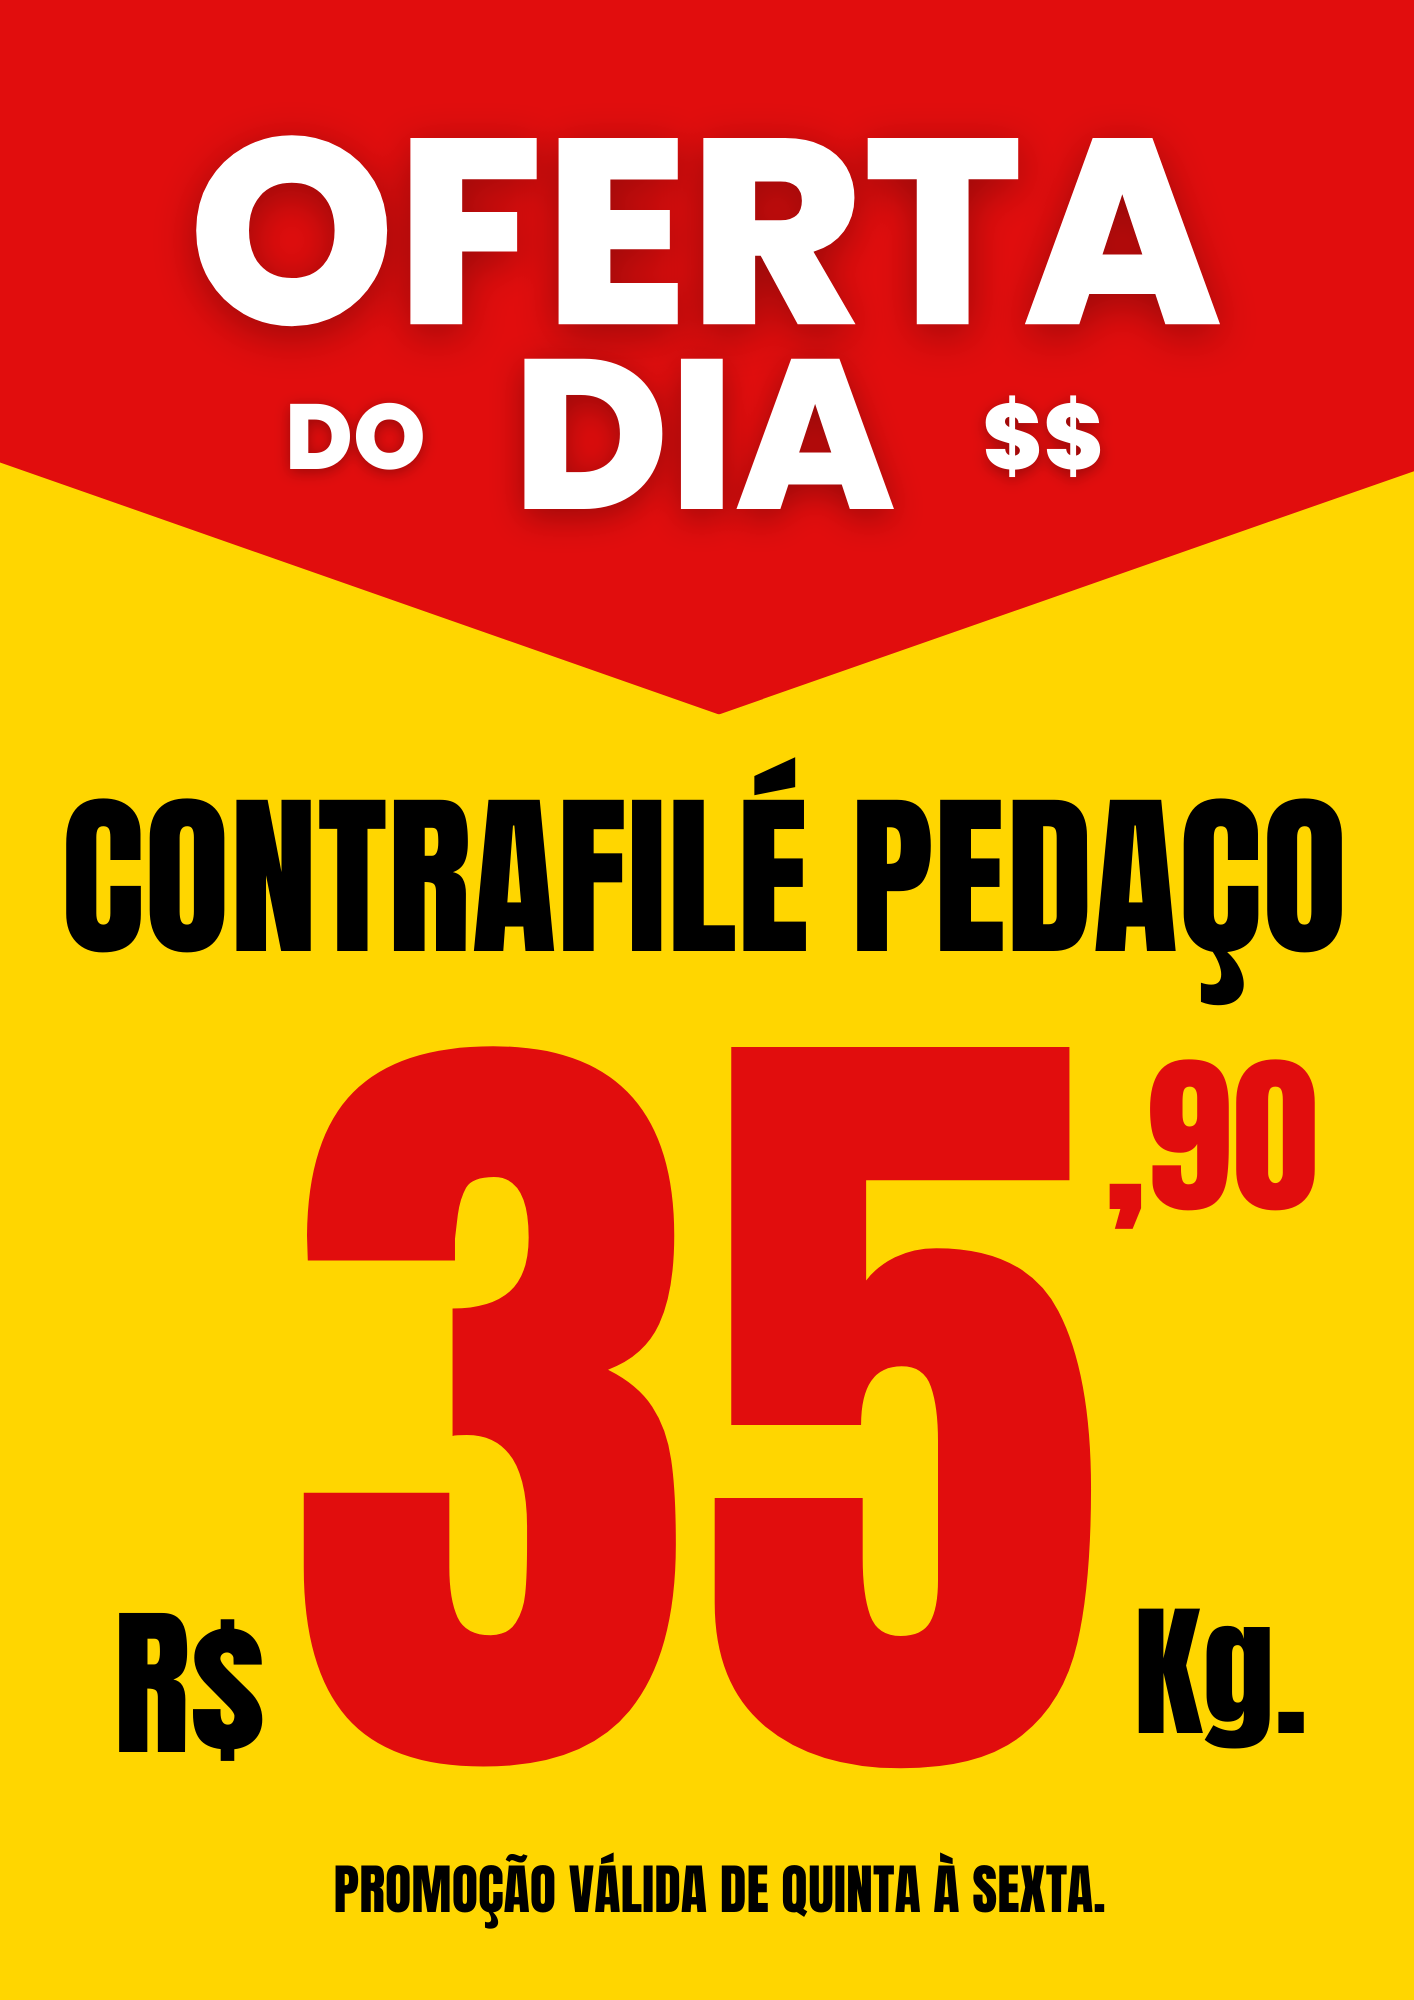 OFERTA
DO DIA $$
CONTRAFILÉ PEDAÇO
R$ 35,90 Kg.
PROMOÇÃO VÁLIDA DE QUINTA À SEXTA.